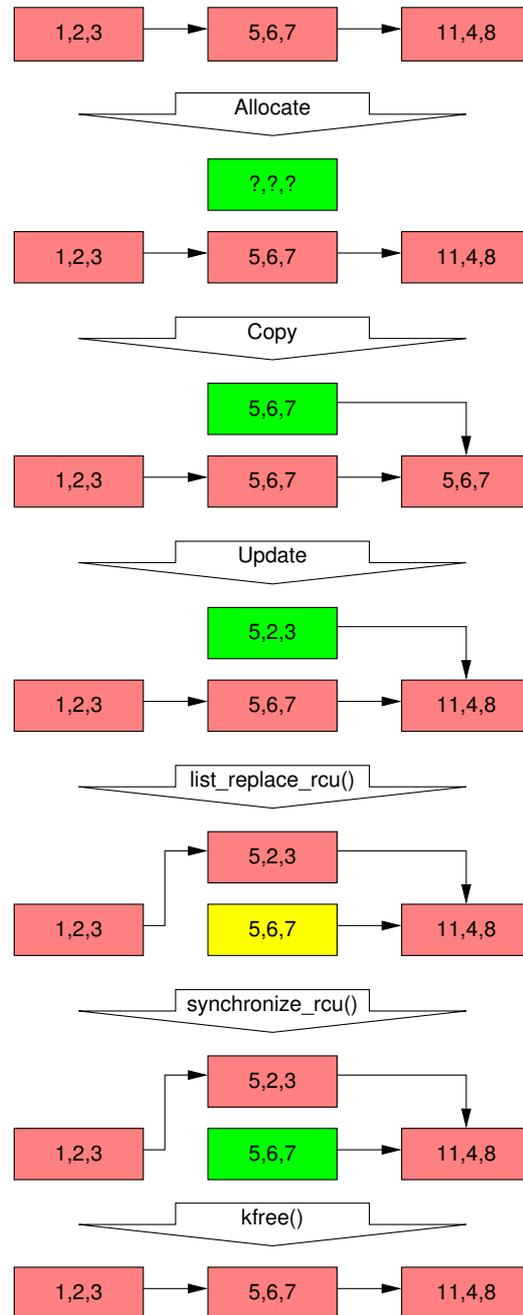 1,2,3 5,6,7 11,4,8
Allocate
?,?,?
1,2,3 5,6,7 11,4,8
Copy
5,6,7
1,2,3 5,6,7 5,6,7
Update
5,2,3
1,2,3 5,6,7 11,4,8
list_replace_rcu()
5,2,3
1,2,3 5,6,7 11,4,8
synchronize_rcu()
5,2,3
1,2,3 5,6,7 11,4,8
kfree()
1,2,3 5,6,7 11,4,8